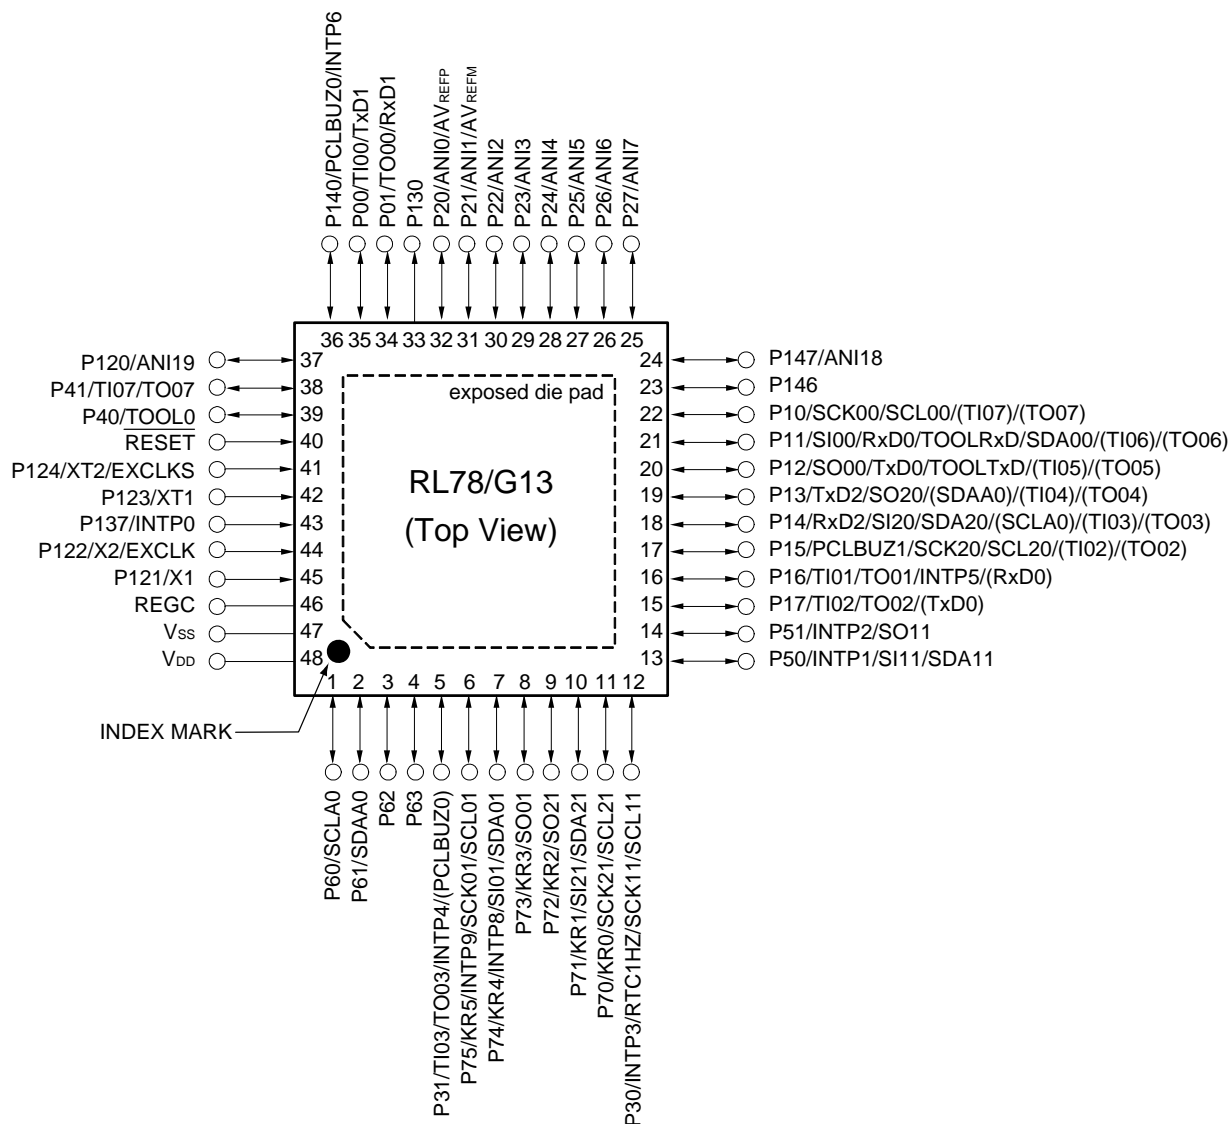 P140/PCLBUZ0/INTP6
P00/TI00/TxD1
P01/TO00/RxD1
P130
P20/ANI0/AVREFP
P21/ANI1/AVREFM
P22/ANI2
P23/ANI3
P24/ANI4
P25/ANI5
P26/ANI6
P27/ANI7
36 35 34 33 32 31 30 29 28 27 26 25
P120/ANI19 37
P41/TI07/TO07 38
P40/TOOL0 39
RESET 40
P124/XT2/EXCLKS 41
P123/XT1 42
P137/INTP0 43
P122/X2/EXCLK 44
P121/X1 45
REGC 46
VSS 47
VDD 48
exposed die pad
RL78/G13
(Top View)
24 P147/ANI18
23 P146
22 P10/SCK00/SCL00/(TI07)/(TO07)
21 P11/SI00/RxD0/TOOLRxD/SDA00/(TI06)/(TO06)
20 P12/SO00/TxD0/TOOLTxD/(TI05)/(TO05)
19 P13/TxD2/SO20/(SDAA0)/(TI04)/(TO04)
18 P14/RxD2/SI20/SDA20/(SCLA0)/(TI03)/(TO03)
17 P15/PCLBUZ1/SCK20/SCL20/(TI02)/(TO02)
16 P16/TI01/TO01/INTP5/(RxD0)
15 P17/TI02/TO02/(TxD0)
14 P51/INTP2/SO11
13 P50/INTP1/SI11/SDA11
1 2 3 4 5 6 7 8 9 10 11 12
INDEX MARK
P60/SCLA0
P61/SDAA0
P62
P63
P31/TI03/TO03/INTP4/(PCLBUZ0)
P75/KR5/INTP9/SCK01/SCL01
P74/KR4/INTP8/SI01/SDA01
P73/KR3/SO01
P72/KR2/SO21
P71/KR1/SI21/SDA21
P70/KR0/SCK21/SCL21
P30/INTP3/RTC1HZ/SCK11/SCL11